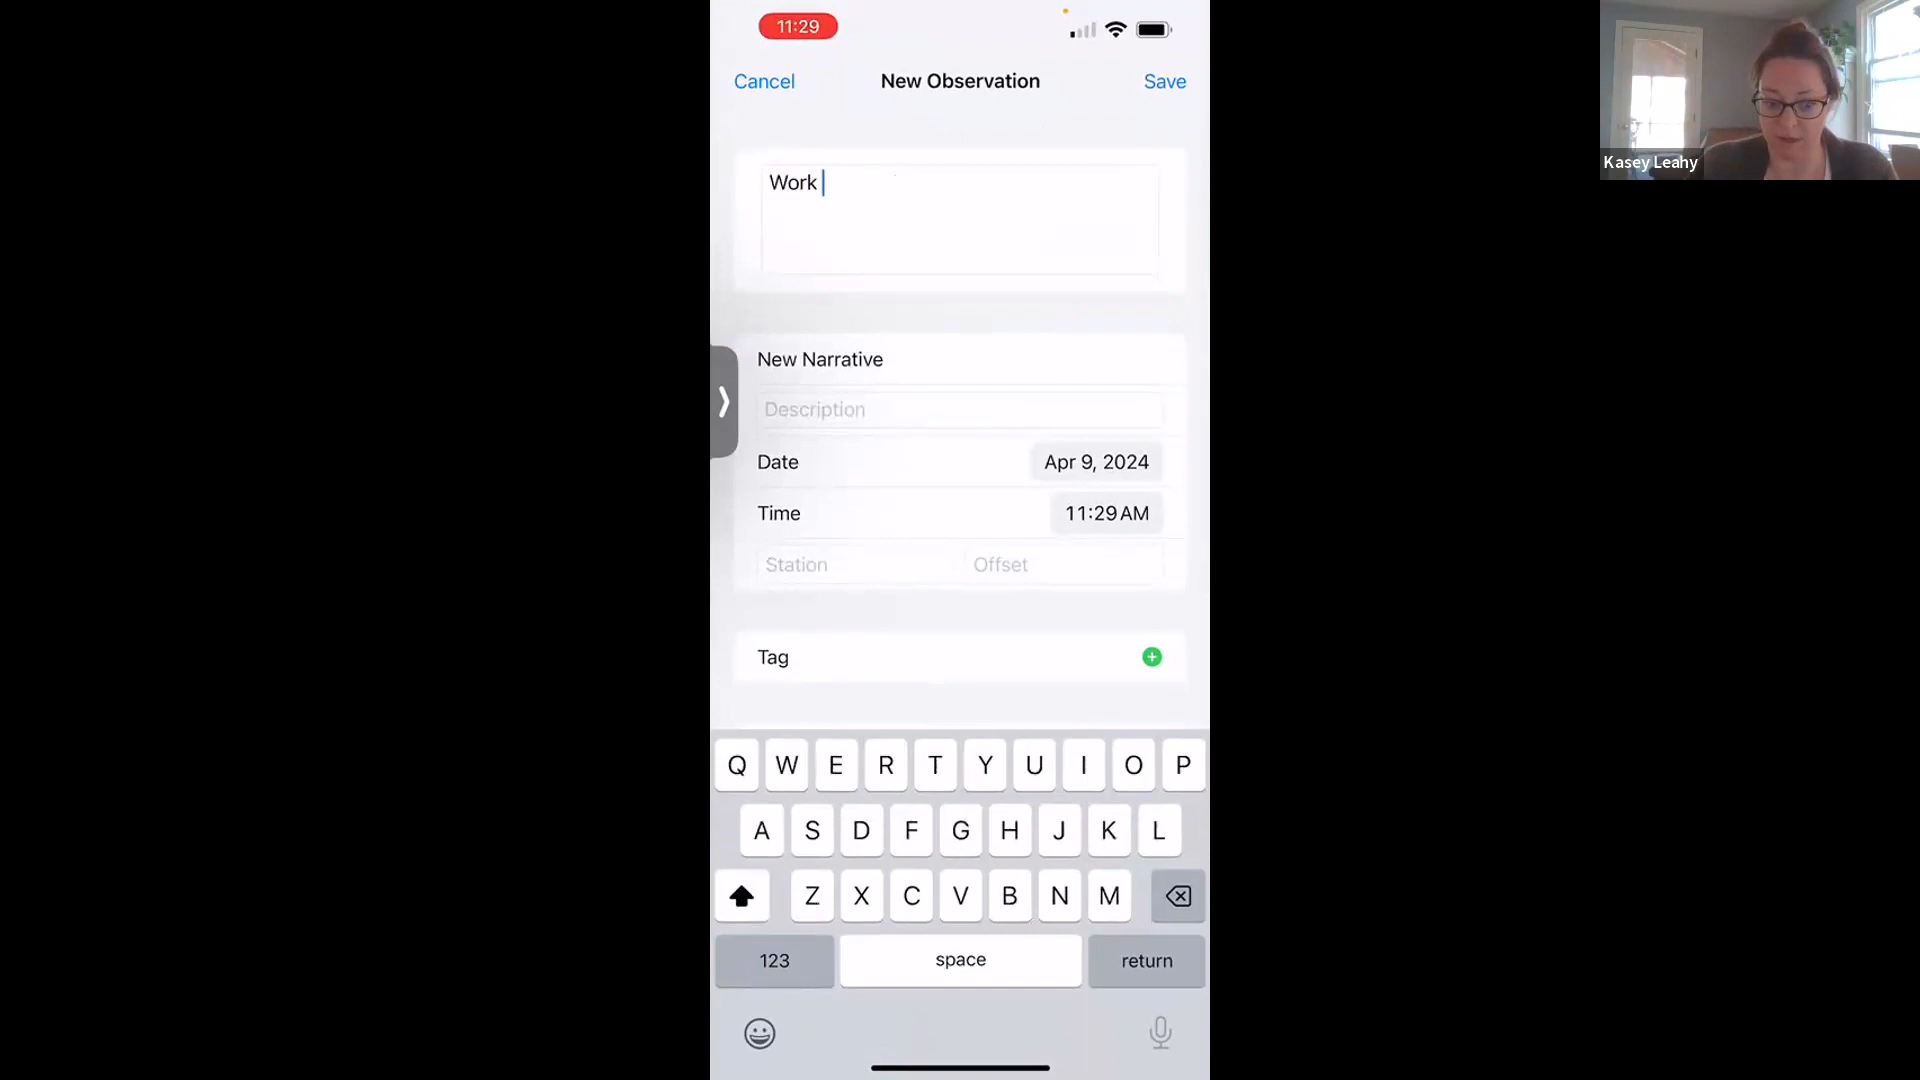 11:29
Cancel New Observation Save
Work
New Narrative
Description
Date Apr 9, 2024
Time 11:29 AM
Station Offset
Tag
Q W E R T Y U I O P
A S D F G H J K L
Z X C V B N M
123 space return
Kasey Leahy